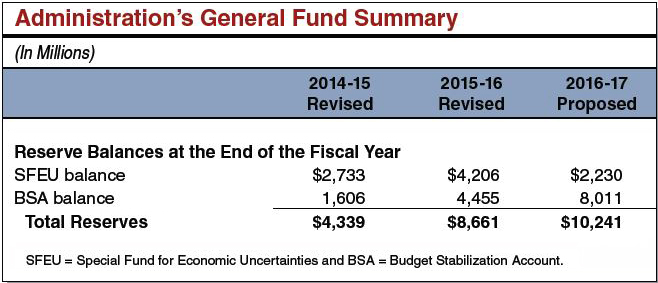 Administration's General Fund Summary
(In Millions)
2014-15 Revised 2015-16 Revised 2016-17 Proposed
Reserve Balances at the End of the Fiscal Year
SFEU balance $2,733 $4,206 $2,230
BSA balance 1,606 4,455 8,011
Total Reserves $4,339 $8,661 $10,241
SFEU = Special Fund for Economic Uncertainties and BSA = Budget Stabilization Account.